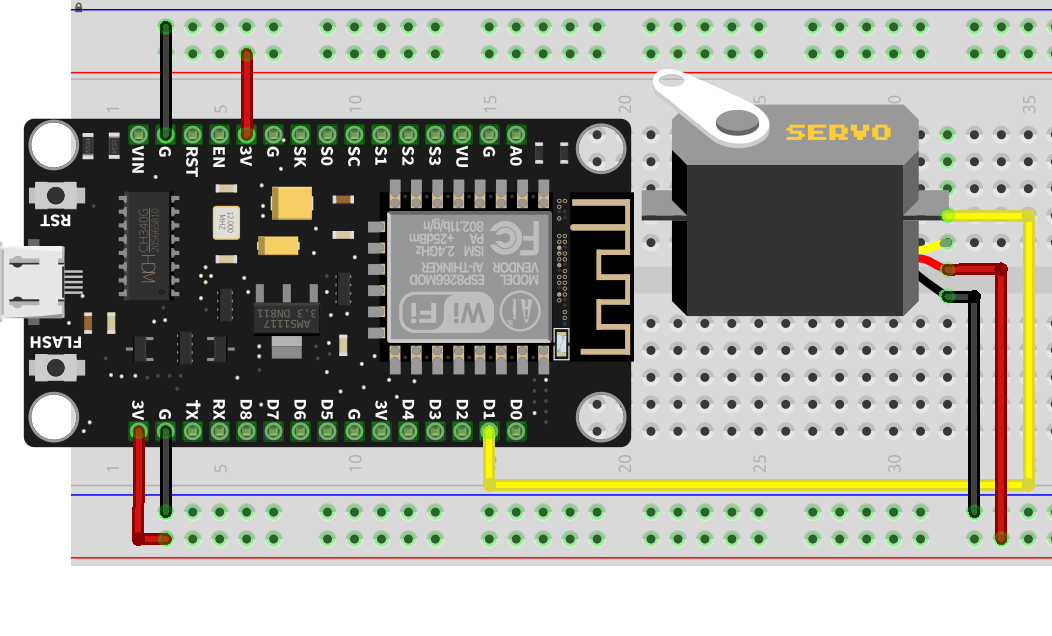 1 5 10 15 20 30 35
SERVO
VIN G RST EN 3V G SK S0 SC S1 S2 S3 VU G A0
RST
12.000
MHZ
CH340G
HDM
MODEL ESP8266MOD
VENDOR AI-THINKER
ISM 2.4GHz
PA +25dBm
802.11b/g/n
FC
Wi Fi
Ai
AMS1117
3.3 DN811
FLASH
3V G TX RX D8 D7 D6 D5 G 3V D4 D3 D2 D1 D0
1 5 10 20 25 30